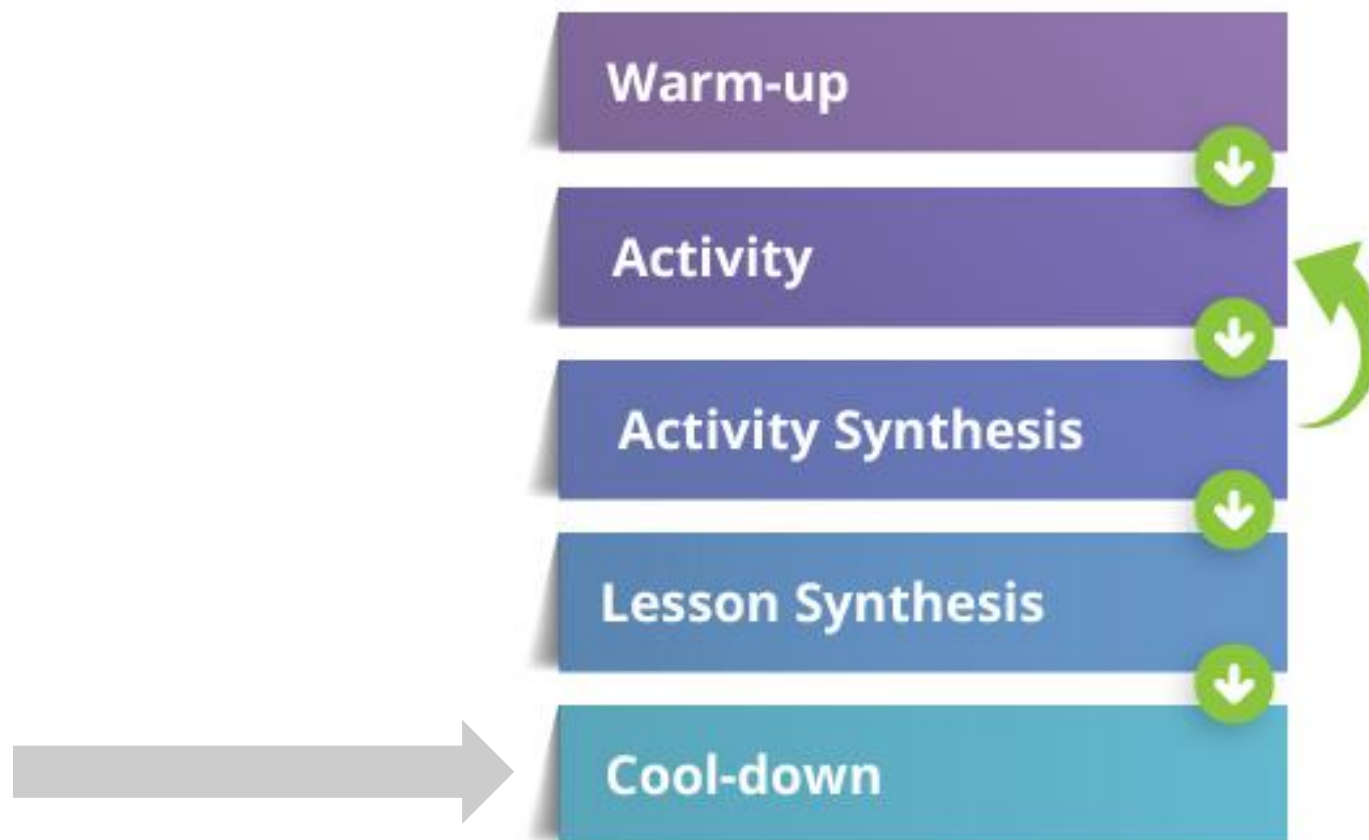 Warm-up
Activity
Activity Synthesis
Lesson Synthesis
Cool-down